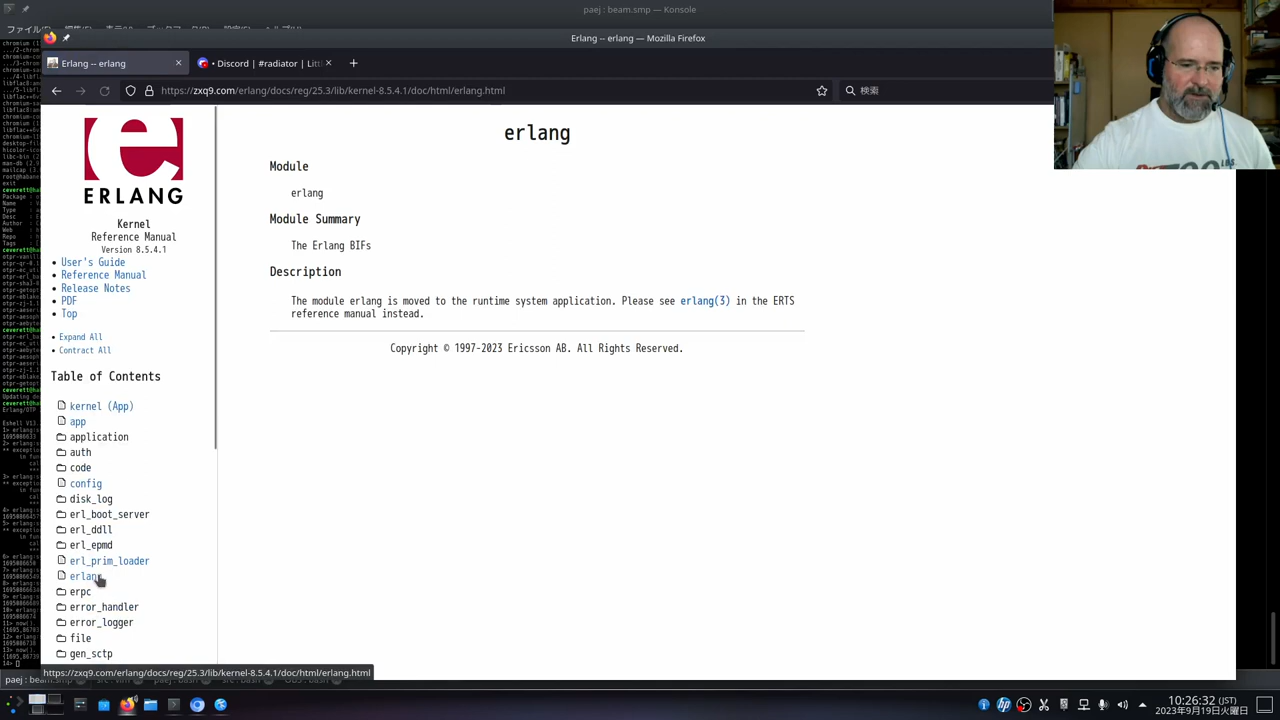 paej : beam.smp — Konsole
Erlang -- erlang — Mozilla Firefox
Erlang -- erlang
• Discord | #radiator | Litt
https://zxq9.com/erlang/docs/reg/25.3/lib/kernel-8.5.4.1/doc/html/erlang.html
検索
ERLANG
Kernel
Reference Manual
Version 8.5.4.1
User's Guide
Reference Manual
Release Notes
PDF
Top
Expand All
Contract All
Table of Contents
kernel (App)
app
application
auth
code
config
disk_log
erl_boot_server
erl_ddll
erl_epmd
erl_prim_loader
erlang
erpc
error_handler
error_logger
file
gen_sctp
erlang
Module
erlang
Module Summary
The Erlang BIFs
Description
The module erlang is moved to the runtime system application. Please see erlang(3) in the ERTS
reference manual instead.
Copyright © 1997-2023 Ericsson AB. All Rights Reserved.
https://zxq9.com/erlang/docs/reg/25.3/lib/kernel-8.5.4.1/doc/html/erlang.html
paej : beam.smp
10:26:32 (JST)
2023年9月19日火曜日